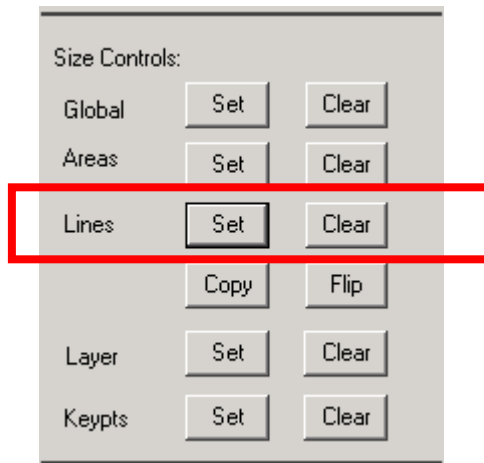 Size Controls:
Global Set Clear
Areas Set Clear
Lines Set Clear
Copy Flip
Layer Set Clear
Keypts Set Clear